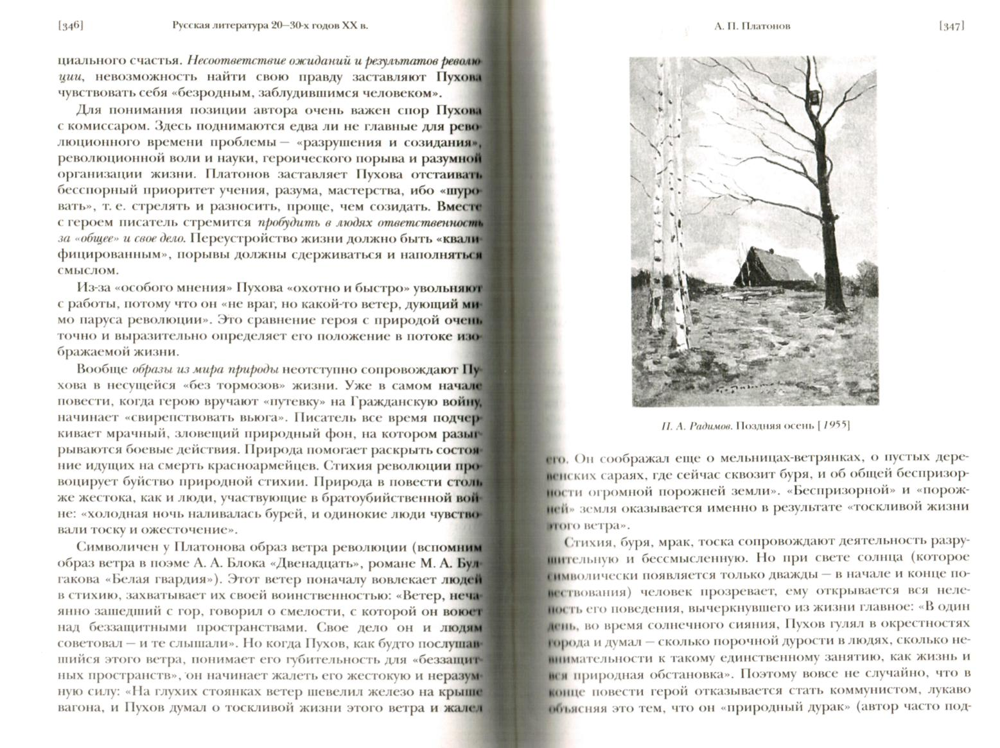 [346]
Русская литература 20—30-х годов XX в.
циального счастья. Несоответствие ожиданий и результатов револю-
ции, невозможность найти свою правду заставляют Пухова
чувствовать себя «безродным, заблудившимся человеком».
Для понимания позиции автора очень важен спор Пухова
с комиссаром. Здесь поднимаются едва ли не главные для рево-
люционного времени проблемы — «разрушения и созидания»,
революционной воли и науки, героического порыва и разумной
организации жизни. Платонов заставляет Пухова отстаивать
бесспорный приоритет учения, разума, мастерства, ибо «шуро-
вать», т. е. стрелять и разносить, проще, чем созидать. Вместе
с героем писатель стремится пробудить в людях ответственность
за «общее» и свое дело. Переустройство жизни должно быть «квали-
фицированным», порывы должны сдерживаться и наполняться
смыслом.
Из-за «особого мнения» Пухова «охотно и быстро» увольняют
с работы, потому что он «не враг, но какой-то ветер, дующий ми-
мо паруса революции». Это сравнение героя с природой очень
точно и выразительно определяет его положение в потоке изо-
бражаемой жизни.
Вообще образы из мира природы неотступно сопровождают Пу-
хова в несущейся «без тормозов» жизни. Уже в самом начале
повести, когда герою вручают «путевку» на Гражданскую войну,
начинает «свирепствовать вьюга». Писатель все время подчер-
кивает мрачный, зловещий природный фон, на котором разыг-
рываются боевые действия. Природа помогает раскрыть состоя-
ние идущих на смерть красноармейцев. Стихия революции про-
воцирует буйство природной стихии. Природа в повести столь
же жестока, как и люди, участвующие в братоубийственной вой-
не: «холодная ночь наливалась бурей, и одинокие люди чувство-
вали тоску и ожесточение».
Символичен у Платонова образ ветра революции (вспомним
образ ветра в поэме А. А. Блока «Двенадцать», романе М. А. Бул-
гакова «Белая гвардия»). Этот ветер поначалу вовлекает людей
в стихию, захватывает их своей воинственностью: «Ветер, неча-
янно зашедший с гор, говорил о смелости, с которой он воюет
над беззащитными пространствами. Свое дело он и людям
советовал — и те слышали». Но когда Пухов, как будто послушав-
шийся этого ветра, понимает его губительность для «беззащит-
ных пространств», он начинает жалеть его жестокую и неразум-
ную силу: «На глухих стоянках ветер шевелил железо на крыше
вагона, и Пухов думал о тоскливой жизни этого ветра и жалел
А. П. Платонов
[347]
П. А. Радимов. Поздняя осень [1955]
его. Он соображал еще о мельницах-ветрянках, о пустых дере-
венских сараях, где сейчас сквозит буря, и об общей беспризор-
ности огромной порожней земли». «Беспризорной» и «порож-
ней» земля оказывается именно в результате «тоскливой жизни
этого ветра».
Стихия, буря, мрак, тоска сопровождают деятельность разру-
шительную и бессмысленную. Но при свете солнца (которое
символически появляется только дважды — в начале и конце по-
вествования) человек прозревает, ему открывается вся неле-
пость его поведения, вычеркнувшего из жизни главное: «В один
день, во время солнечного сияния, Пухов гулял в окрестностях
города и думал — сколько порочной дурости в людях, сколько не-
внимательности к такому единственному занятию, как жизнь и
вся природная обстановка». Поэтому вовсе не случайно, что в
конце повести герой отказывается стать коммунистом, лукаво
объясняя это тем, что он «природный дурак» (автор часто под-